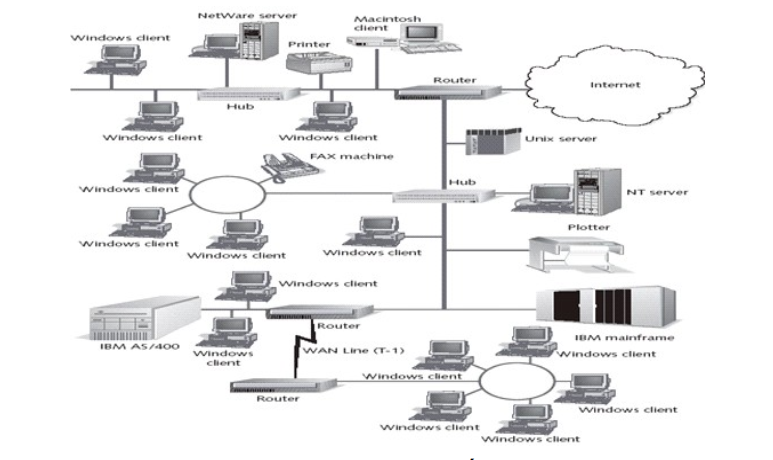 NetWare server
Macintosh
client
Windows client
Printer
Router
Internet
Hub
Windows client
Windows client
Unix server
FAX machine
Windows client
Hub
NT server
Plotter
Windows client
Windows client
Windows client
Windows client
Router
IBM mainframe
IBM AS/400
Windows
client
WAN Line (T-1)
Windows client
Windows client
Router
Windows client
Windows client
Windows client